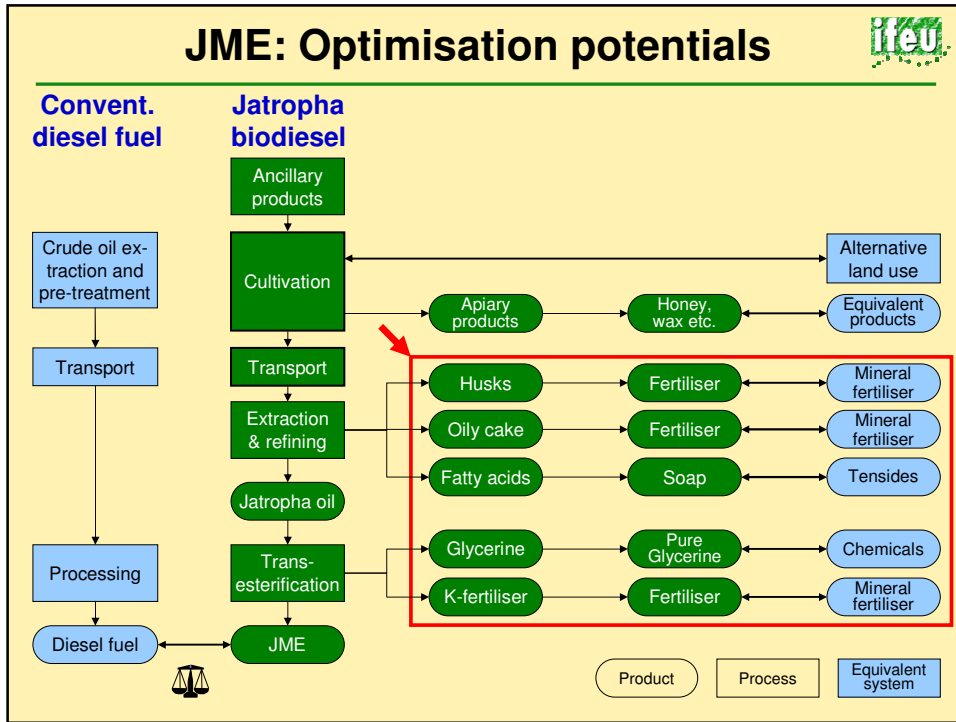 JME: Optimisation potentials
ifeu
Convent.
diesel fuel
Jatropha
biodiesel
Ancillary
products
Crude oil ex-
traction and
pre-treatment
Cultivation
Alternative
land use
Apiary
products
Honey,
wax etc.
Equivalent
products
Transport
Transport
Husks
Fertiliser
Mineral
fertiliser
Extraction
& refining
Oily cake
Fertiliser
Mineral
fertiliser
Fatty acids
Soap
Tensides
Jatropha oil
Processing
Trans-
esterification
Glycerine
Pure
Glycerine
Chemicals
K-fertiliser
Fertiliser
Mineral
fertiliser
Diesel fuel
JME
Product
Process
Equivalent
system